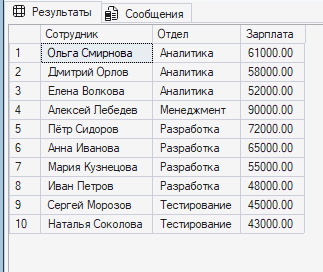 Результаты Сообщения
Сотрудник Отдел Зарплата
1 Ольга Смирнова Аналитика 61000.00
2 Дмитрий Орлов Аналитика 58000.00
3 Елена Волкова Аналитика 52000.00
4 Алексей Лебедев Менеджмент 90000.00
5 Пётр Сидоров Разработка 72000.00
6 Анна Иванова Разработка 65000.00
7 Мария Кузнецова Разработка 55000.00
8 Иван Петров Разработка 48000.00
9 Сергей Морозов Тестирование 45000.00
10 Наталья Соколова Тестирование 43000.00